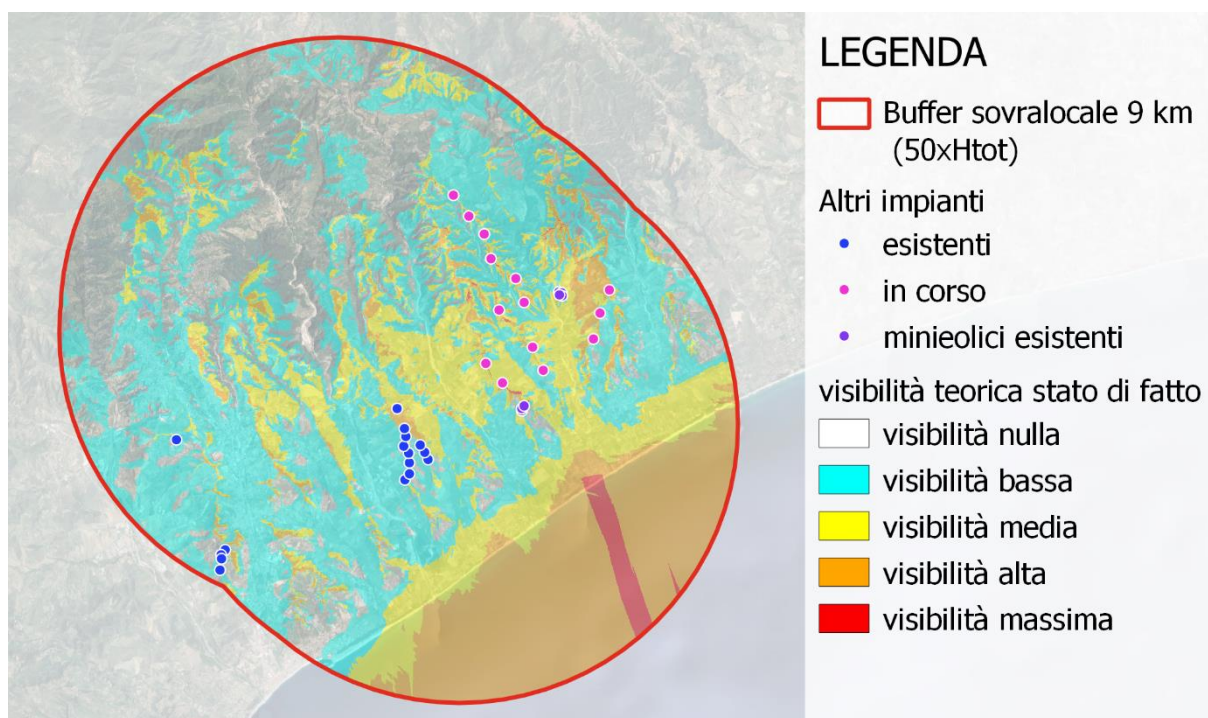 LEGENDA
Buffer sovralocale 9 km
(50xHtot)
Altri impianti
esistenti
in corso
minieolici esistenti
visibilità teorica stato di fatto
visibilità nulla
visibilità bassa
visibilità media
visibilità alta
visibilità massima